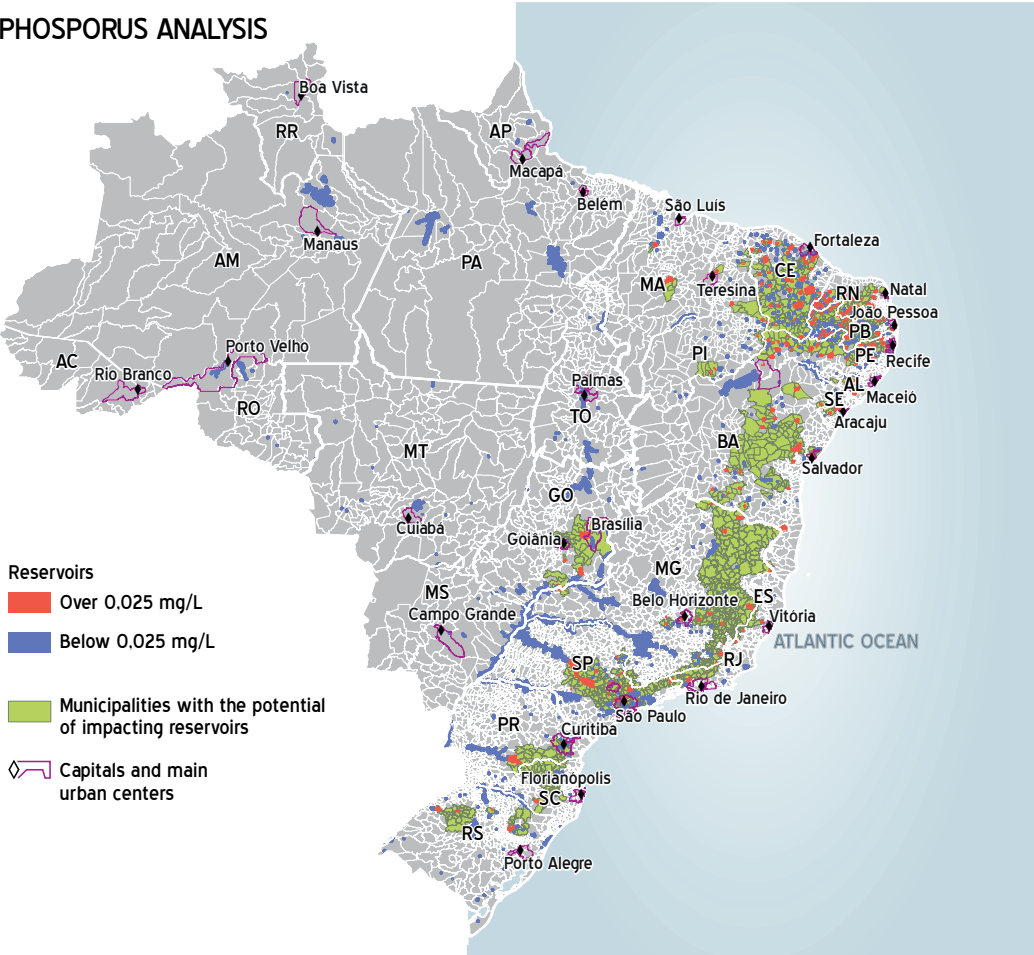 PHOSPORUS ANALYSIS
Boa Vista
RR
AP
Macapá
Belém
São Luís
Manaus
Fortaleza
AM
PA
CE
MA
Teresina
RN
Natal
João Pessoa
PB
Porto Velho
PI
PE
Recife
AC
Rio Branco
Palmas
AL
Maceió
RO
TO
SE
Aracaju
MT
BA
Salvador
GO
Cuiabá
Goiânia
Brasília
MG
Reservoirs
MS
Belo Horizonte
ES
Over 0,025 mg/L
Campo Grande
Vitória
Below 0,025 mg/L
ATLANTIC OCEAN
SP
RJ
Rio de Janeiro
Municipalities with the potential
of impacting reservoirs
São Paulo
PR
Curitiba
Capitals and main
urban centers
Florianópolis
SC
RS
Porto Alegre